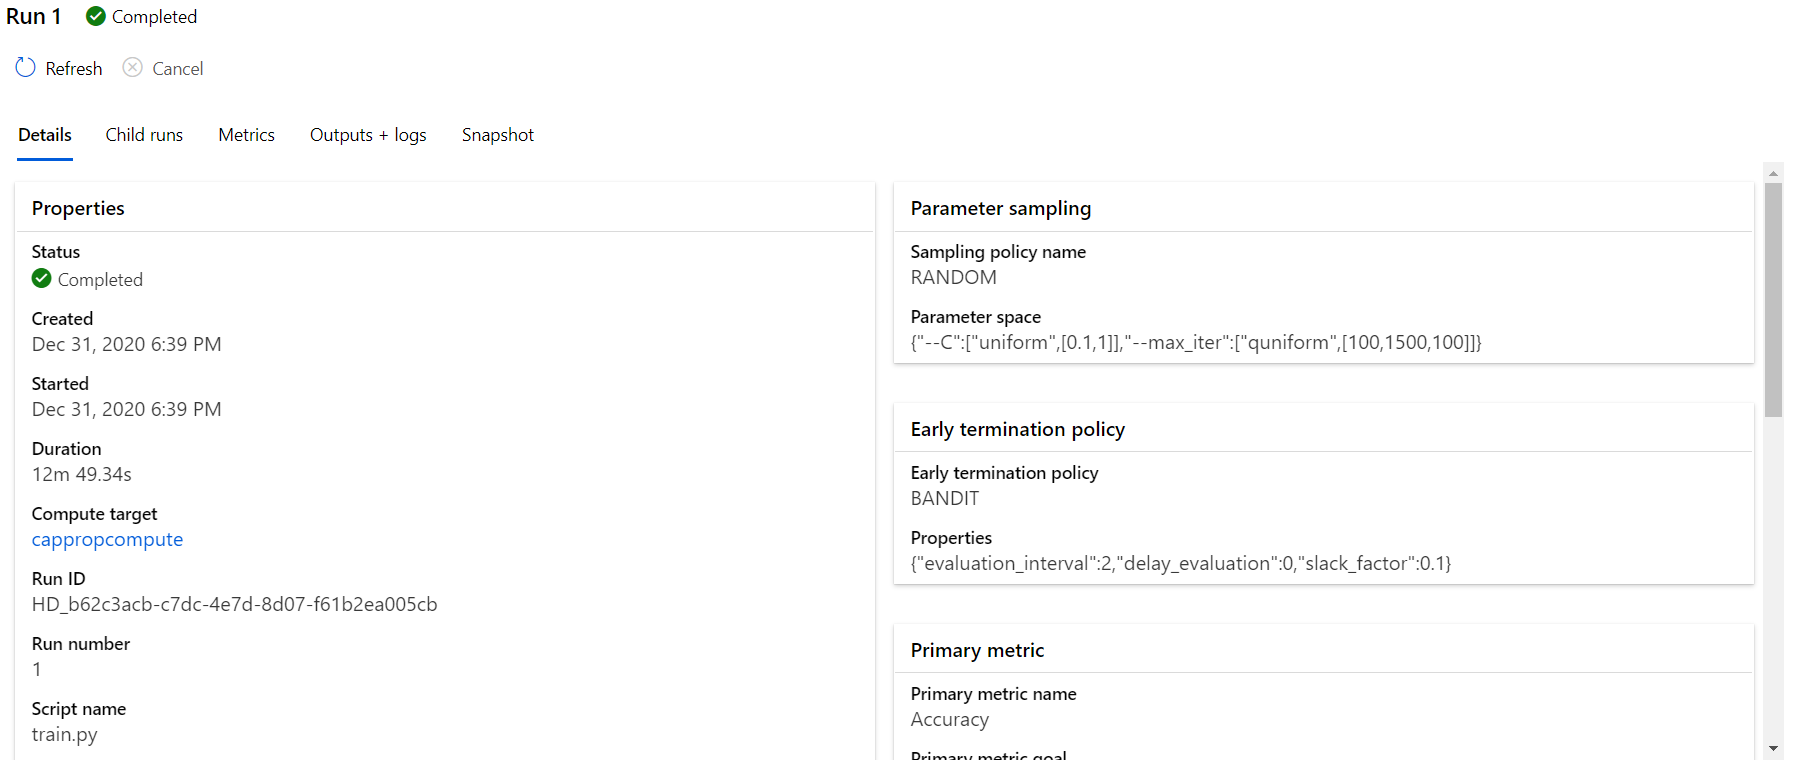 Run 1 Completed
Refresh Cancel
Details Child runs Metrics Outputs + logs Snapshot
Properties
Status
Completed
Created
Dec 31, 2020 6:39 PM
Started
Dec 31, 2020 6:39 PM
Duration
12m 49.34s
Compute target
cappropcompute
Run ID
HD_b62c3acb-c7dc-4e7d-8d07-f61b2ea005cb
Run number
1
Script name
train.py
Parameter sampling
Sampling policy name
RANDOM
Parameter space
{"--C":["uniform",[0.1,1]],"--max_iter":["quniform",[100,1500,100]]}
Early termination policy
Early termination policy
BANDIT
Properties
{"evaluation_interval":2,"delay_evaluation":0,"slack_factor":0.1}
Primary metric
Primary metric name
Accuracy
Primary metric goal